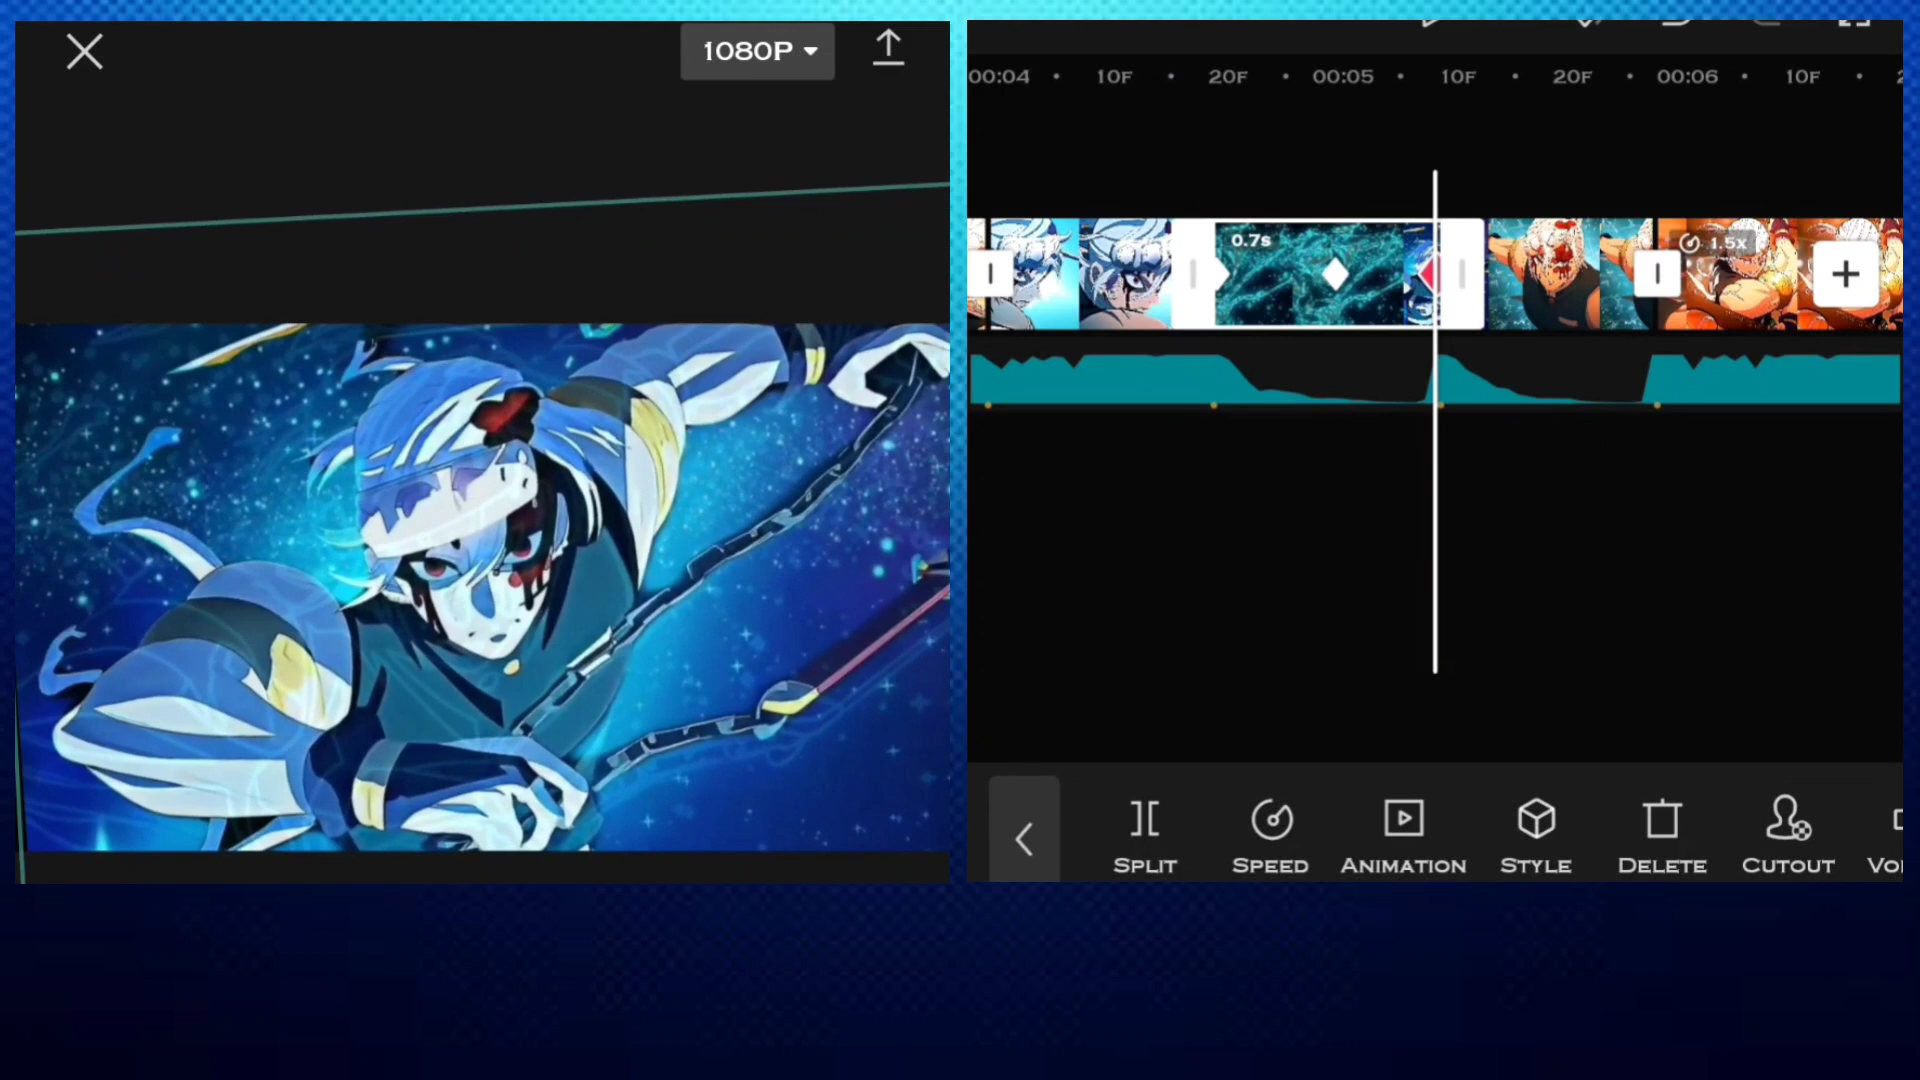 1080P
00:04 10F 20F 00:05 10F 20F 00:06 10F
0.7s
1.5x
SPLIT SPEED ANIMATION STYLE DELETE CUTOUT